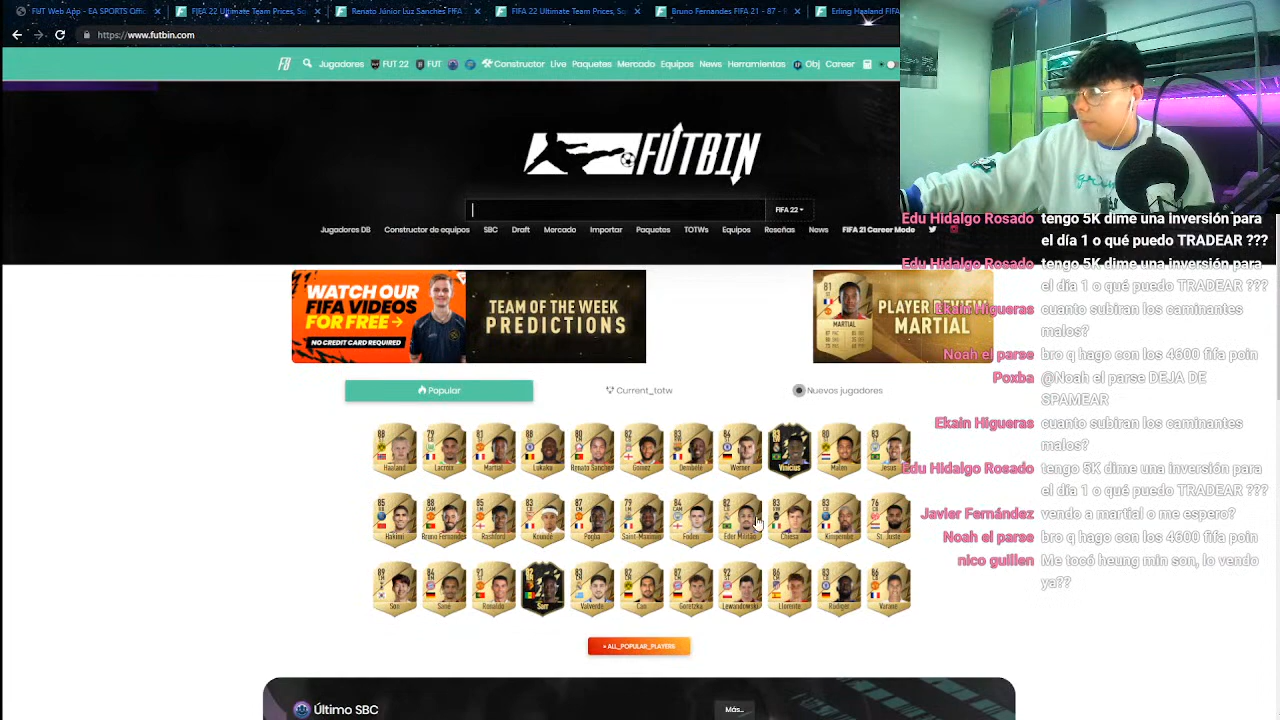 FUT Web App - EA SPORTS Offic
FIFA 22 Ultimate Team Prices, Sq
Renato Júnior Luz Sanches FIFA
FIFA 22 Ultimate Team Prices, Sq
Bruno Fernandes FIFA 21 - 87 - R
Erling Haaland FIFA
https://www.futbin.com
Jugadores
FUT 22
FUT
Constructor
Live
Paquetes
Mercado
Equipos
News
Herramientas
Obj
Career
FUTBIN
FIFA 22
Jugadores DB
Constructor de equipos
SBC
Draft
Mercado
Importar
Paquetes
TOTWs
Equipos
Reseñas
News
FIFA 21 Career Mode
WATCH OUR
FIFA VIDEOS
FOR FREE →
NO CREDIT CARD REQUIRED
TEAM OF THE WEEK
PREDICTIONS
81
ST
MARTIAL
PLAYER REVIEW
MARTIAL
Popular
Current_totw
Nuevos jugadores
Haaland
Lacroix
Martial
Lukaku
Renato Sanches
Gomez
Dembélé
Werner
Vinícius
Malen
Jesus
Hakimi
Bruno Fernandes
Rashford
Kounde
Pogba
Saint-Maximin
Foden
Éder Militão
Chiesa
Kimpembe
St. Juste
Son
Sané
Ronaldo
Sarr
Valverde
Can
Goretzka
Lewandowski
Llorente
Rüdiger
Varane
+ ALL_POPULAR_PLAYERS
Último SBC
Más..
Edu Hidalgo Rosado tengo 5K dime una inversión para
el día 1 o qué puedo TRADEAR ???
Edu Hidalgo Rosado tengo 5K dime una inversión para
el día 1 o qué puedo TRADEAR ???
Ekain Higueras cuanto subiran los caminantes
malos?
Noah el parse bro q hago con los 4600 fifa poin
Poxba @Noah el parse DEJA DE
SPAMEAR
Ekain Higueras cuanto subiran los caminantes
malos?
Edu Hidalgo Rosado tengo 5K dime una inversión para
el día 1 o qué puedo TRADEAR ???
Javier Fernández vendo a martial o me espero?
Noah el parse bro q hago con los 4600 fifa poin
nico guillen Me tocó heung min son, lo vendo
ya??